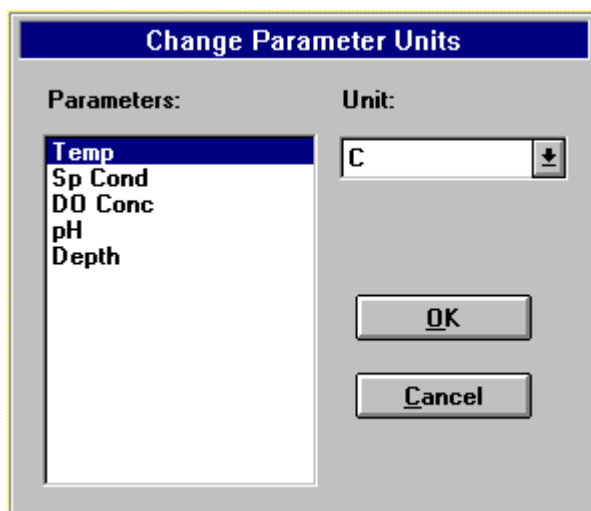 Change Parameter Units
Parameters:
Unit:
Temp
Sp Cond
DO Conc
pH
Depth
C
OK
Cancel